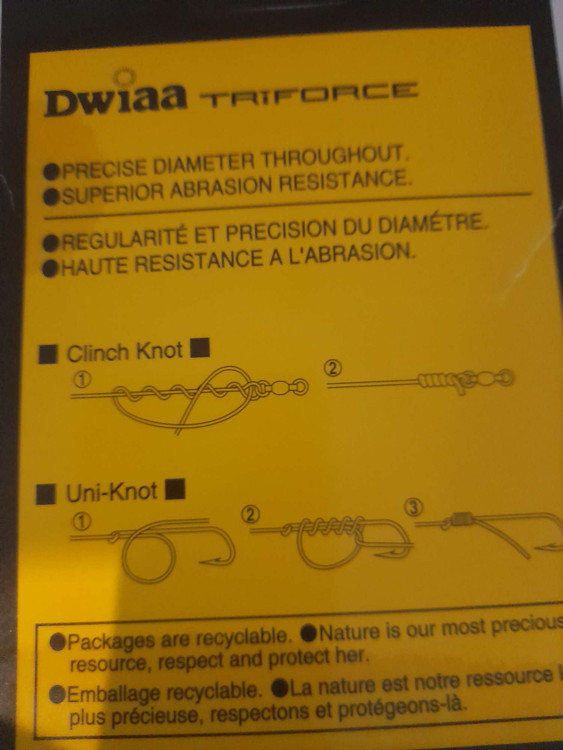 Dwiaa TRIFORCE
●PRECISE DIAMETER THROUGHOUT.
●SUPERIOR ABRASION RESISTANCE.
●REGULARITÉ ET PRECISION DU DIAMÉTRE.
●HAUTE RESISTANCE A L'ABRASION.
■ Clinch Knot ■
① ②
■ Uni-Knot ■
① ② ③
●Packages are recyclable. ●Nature is our most precious
resource, respect and protect her.
●Emballage recyclable. ●La nature est notre ressource
plus précieuse, respectons et protégeons-là.